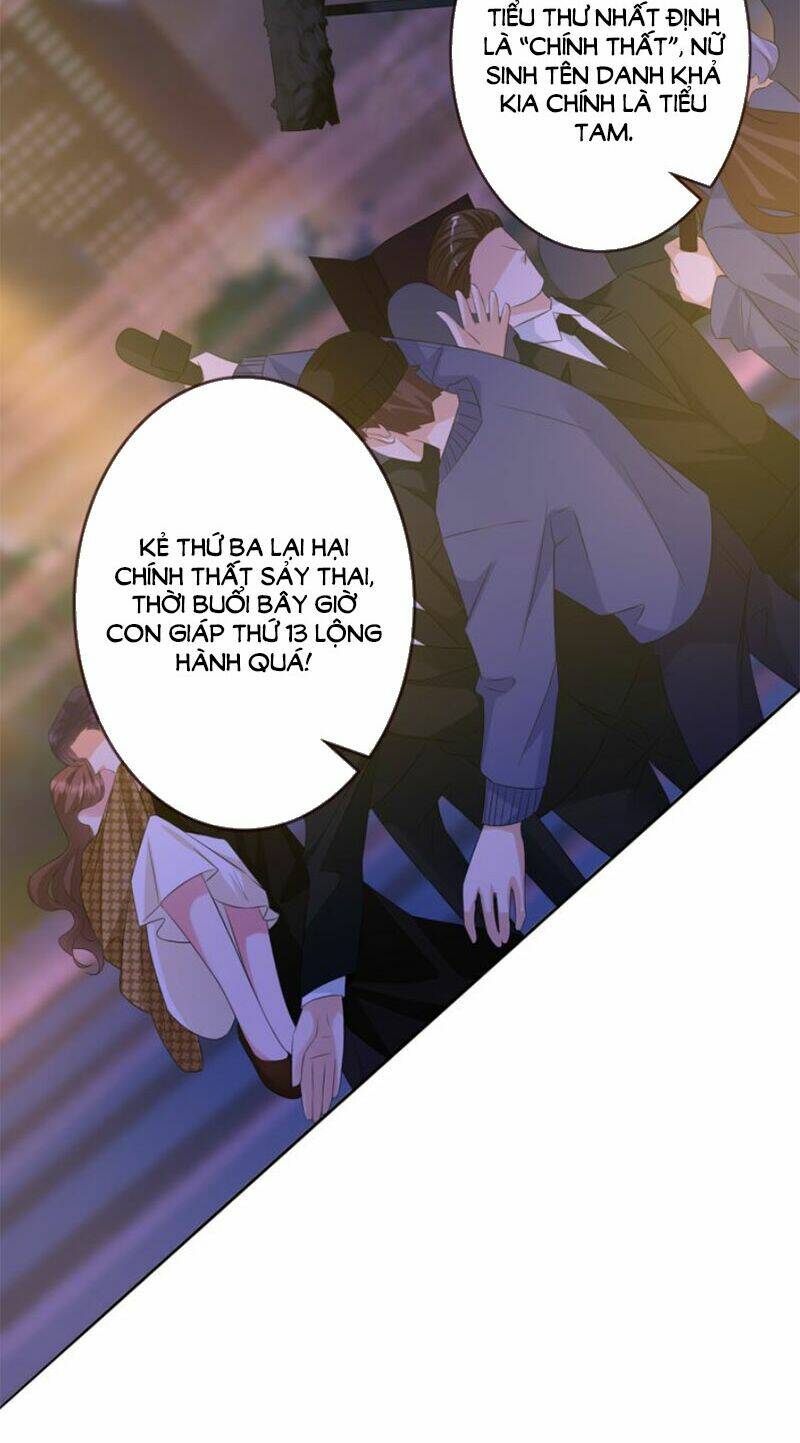 TIỂU THƯ NHẤT ĐỊNH
LÀ "CHÍNH THẤT", NỮ
SINH TÊN DANH KHẢ
KIA CHÍNH LÀ TIỂU
TAM.
KẺ THỨ BA LẠI HẠI
CHÍNH THẤT SẢY THAI,
THỜI BUỔI BÂY GIỜ
CON GIÁP THỨ 13 LỘNG
HÀNH QUÁ!